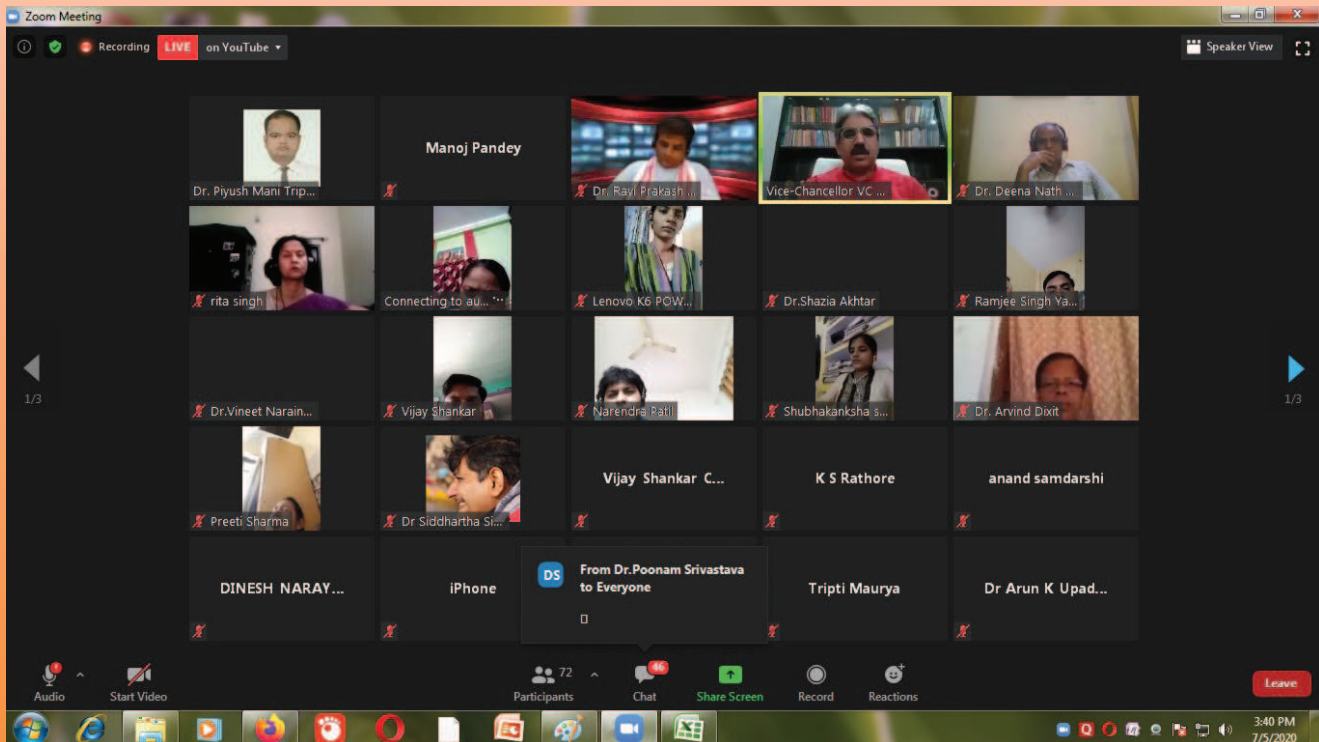 Zoom Meeting
Recording LIVE on YouTube
Speaker View
Dr. Piyush Mani Trip...
Manoj Pandey
Dr. Ravi Prakash ...
Vice-Chancellor VC ...
Dr. Deena Nath ...
rita singh
Connecting to au... ...
Lenovo K6 POW...
Dr.Shazia Akhtar
Ramjee Singh Ya...
1/3
1/3
Dr.Vineet Narain...
Vijay Shankar
Narendra Patil
Shubhakanksha s...
Dr. Arvind Dixit
Preeti Sharma
Dr Siddhartha Si...
Vijay Shankar C...
K S Rathore
anand samdarshi
DINESH NARAY...
iPhone
DS
From Dr.Poonam Srivastava
to Everyone
Tripti Maurya
Dr Arun K Upad...
Audio
Start Video
72
Participants
46
Chat
Share Screen
Record
Reactions
Leave
3:40 PM
7/5/2020